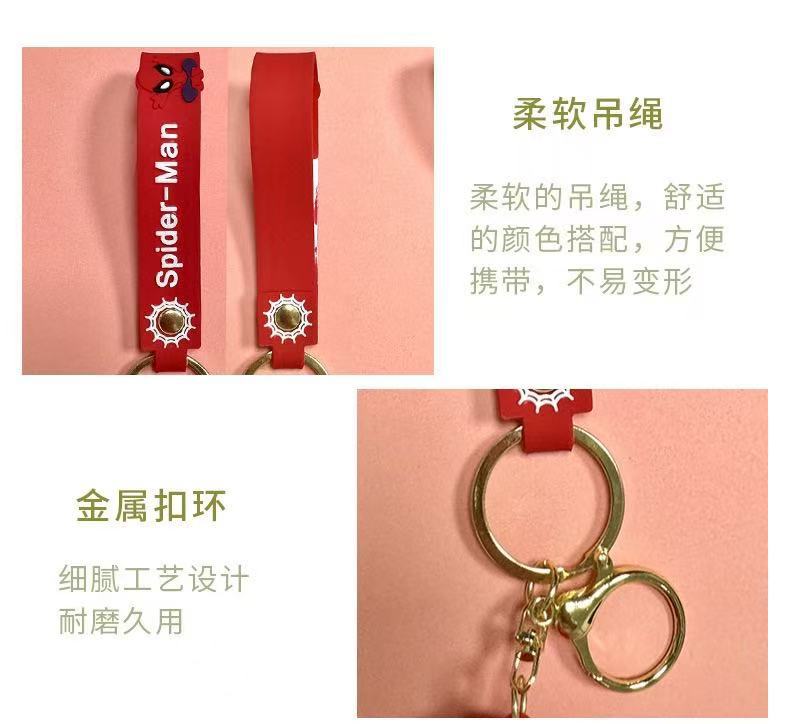 Spider-Man
柔软吊绳
柔软的吊绳，舒适
的颜色搭配，方便
携带，不易变形
金属扣环
细腻工艺设计
耐磨久用